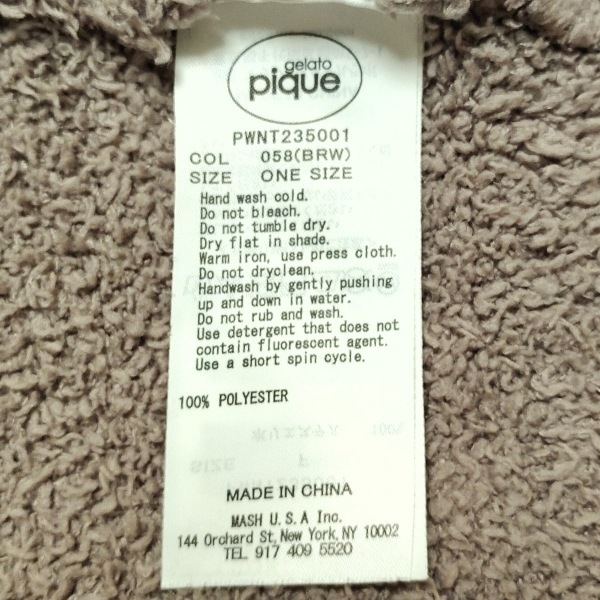 gelato
pique
PWNT235001
COL 058(BRW)
SIZE ONE SIZE
Hand wash cold.
Do not bleach.
Do not tumble dry.
Dry flat in shade.
Warm iron, use press cloth.
Do not dryclean.
Handwash by gently pushing
up and down in water.
Do not rub and wash.
Use detergent that does not
contain fluorescent agent.
Use a short spin cycle.
100% POLYESTER
MADE IN CHINA
MASH U.S.A Inc.
144 Orchard St, New York, NY 10002
TEL 917 409 5520